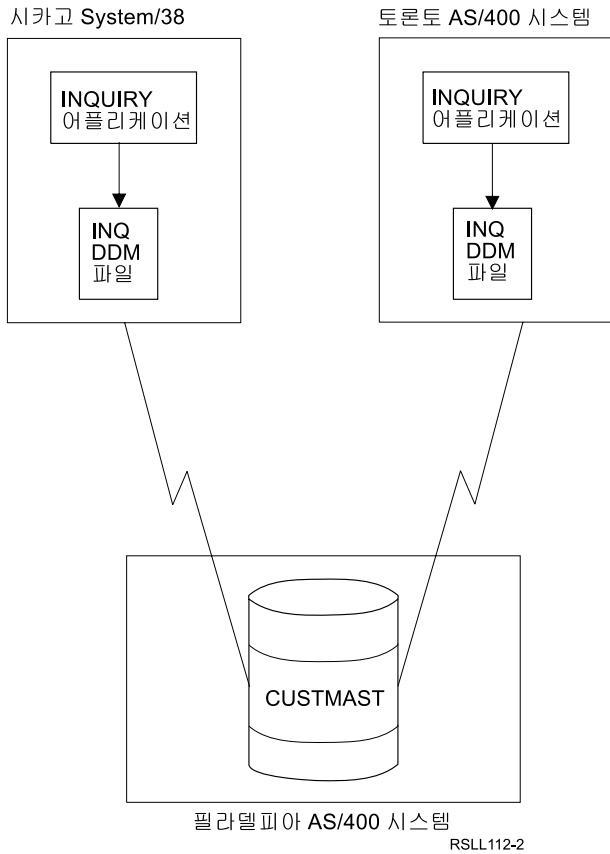 시카고 System/38
INQUIRY
어플리케이션
INQ
DDM
파일
토론토 AS/400 시스템
INQUIRY
어플리케이션
INQ
DDM
파일
CUSTMAST
필라델피아 AS/400 시스템
RSLL112-2